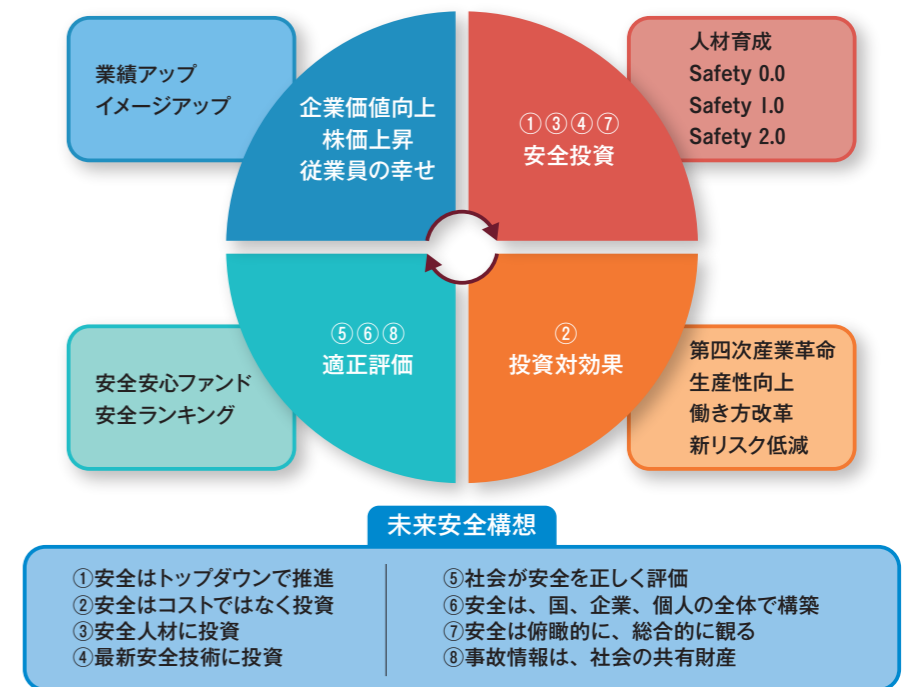 業績アップ
イメージアップ
企業価値向上
株価上昇
従業員の幸せ
①③④⑦
安全投資
人材育成
Safety 0.0
Safety 1.0
Safety 2.0
安全安心ファンド
安全ランキング
⑤⑥⑧
適正評価
②
投資対効果
第四次産業革命
生産性向上
働き方改革
新リスク低減
未来安全構想
①安全はトップダウンで推進
②安全はコストではなく投資
③安全人材に投資
④最新安全技術に投資
⑤社会が安全を正しく評価
⑥安全は、国、企業、個人の全体で構築
⑦安全は俯瞰的に、総合的に観る
⑧事故情報は、社会の共有財産